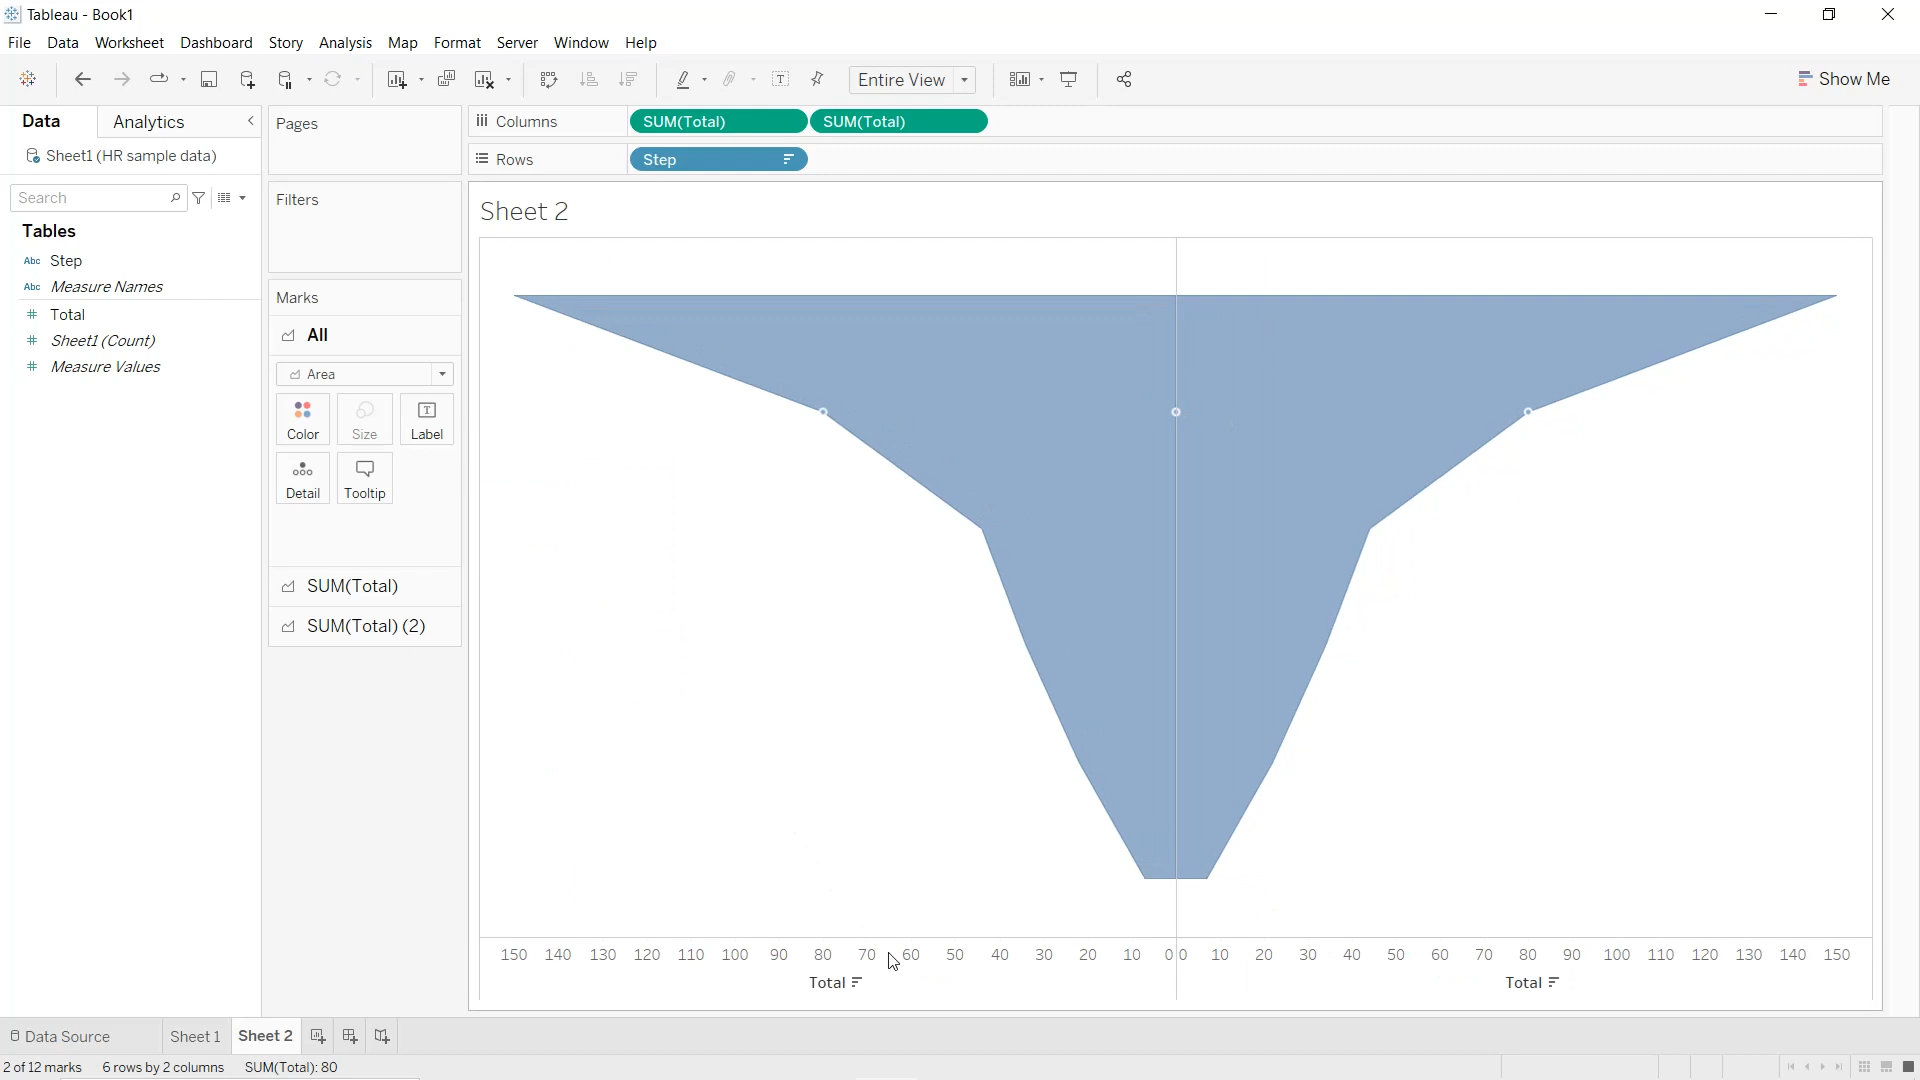 Tableau - Book1
File Data Worksheet Dashboard Story Analysis Map Format Server Window Help
Entire View
Show Me
Data Analytics
Sheet1 (HR sample data)
Search
Tables
Abc Step
Abc Measure Names
# Total
# Sheet1 (Count)
# Measure Values
Pages
Filters
Marks
All
Area
Color Size Label
Detail Tooltip
SUM(Total)
SUM(Total) (2)
Columns SUM(Total) SUM(Total)
Rows Step
Sheet 2
150 140 130 120 110 100 90 80 70 60 50 40 30 20 10 0 0 10 20 30 40 50 60 70 80 90 100 110 120 130 140 150
Total Total
Data Source Sheet 1 Sheet 2
2 of 12 marks 6 rows by 2 columns SUM(Total): 80